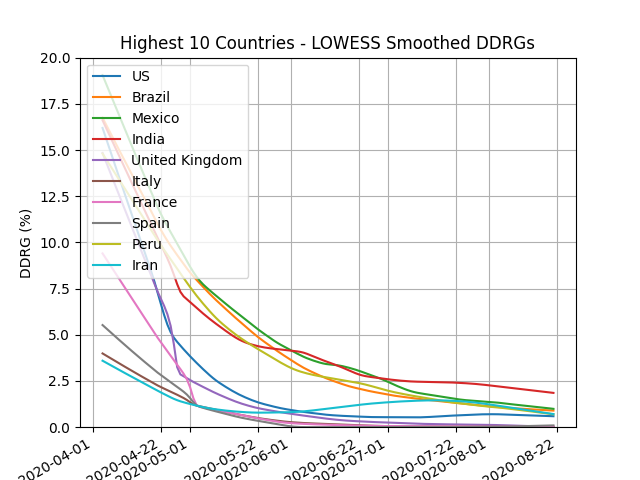 Highest 10 Countries - LOWESS Smoothed DDRGs
DDRG (%)
20.0
17.5
15.0
12.5
10.0
7.5
5.0
2.5
0.0
US
Brazil
Mexico
India
United Kingdom
Italy
France
Spain
Peru
Iran
2020-04-01
2020-04-22
2020-05-01
2020-05-22
2020-06-01
2020-06-22
2020-07-01
2020-07-22
2020-08-01
2020-08-22